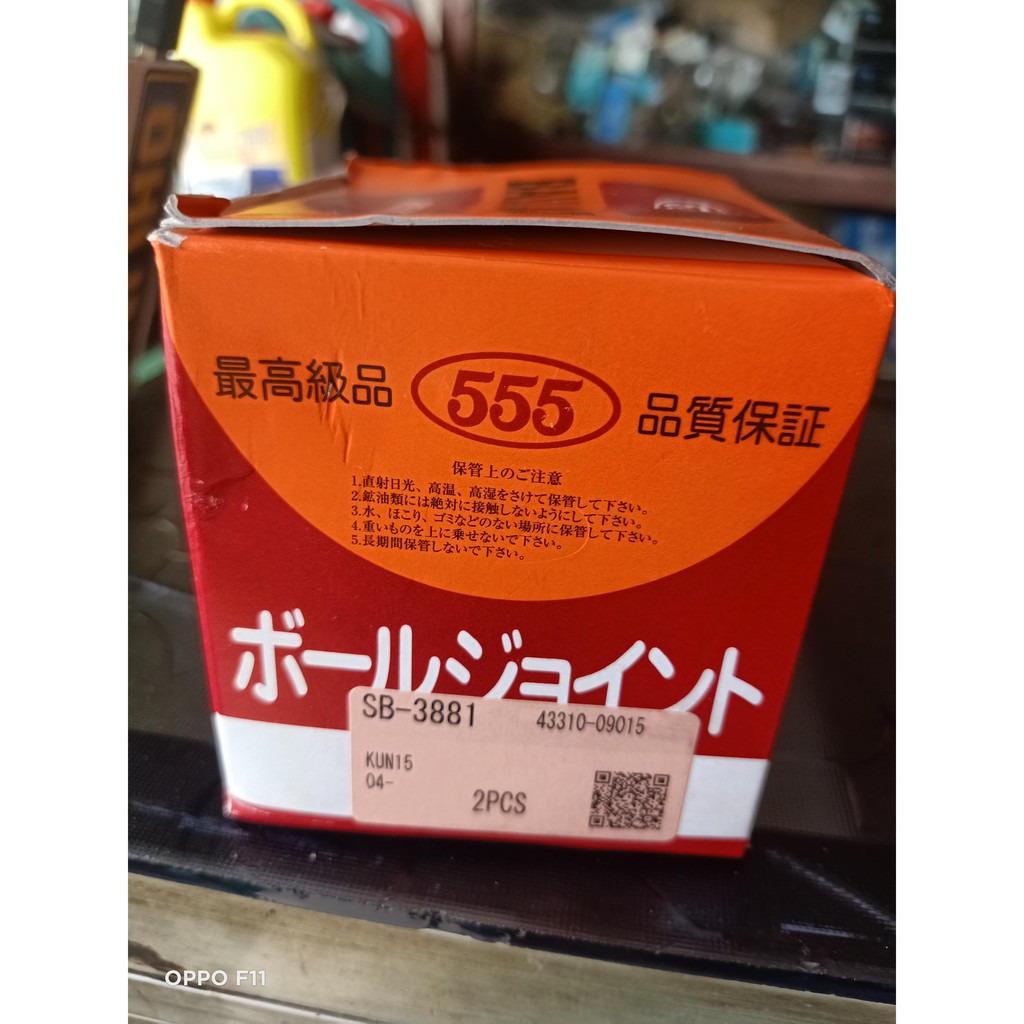 最高級品 555 品質保証
保管上のご注意
1.直射日光、高温、高湿をさけて保管して下さい。
2.鉱油類には絶対に接触しないようにして下さい。
3.水、ほこり、ゴミなどのない場所に保管して下さい。
4.重いものを上に乗せないで下さい。
5.長期間保管しないで下さい。
ボールジョイント
SB-3881 43310-09015
KUN15
04-
2PCS
OPPO F11